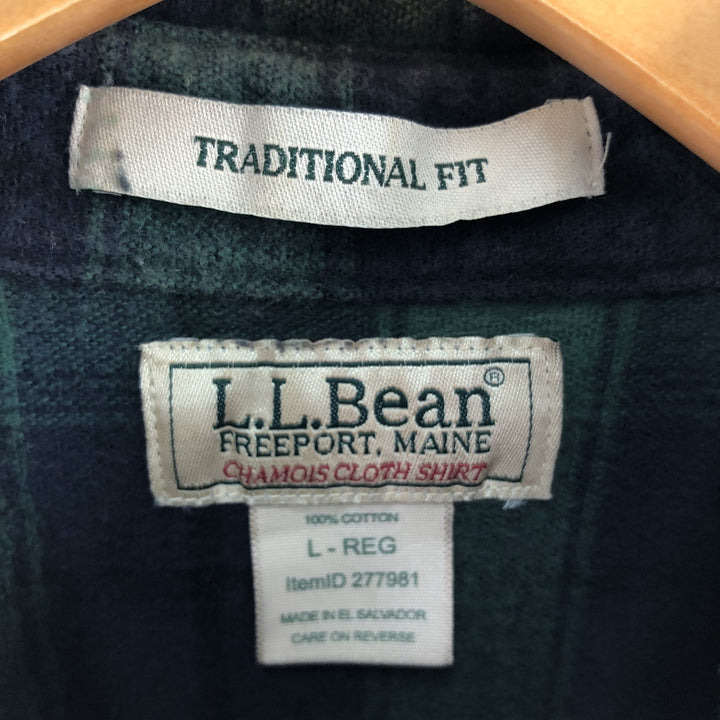 TRADITIONAL FIT
L.L.Bean®
FREEPORT, MAINE
CHAMOIS CLOTH SHIRT
100% COTTON
L - REG
ItemID 277981
MADE IN EL SALVADOR
CARE ON REVERSE